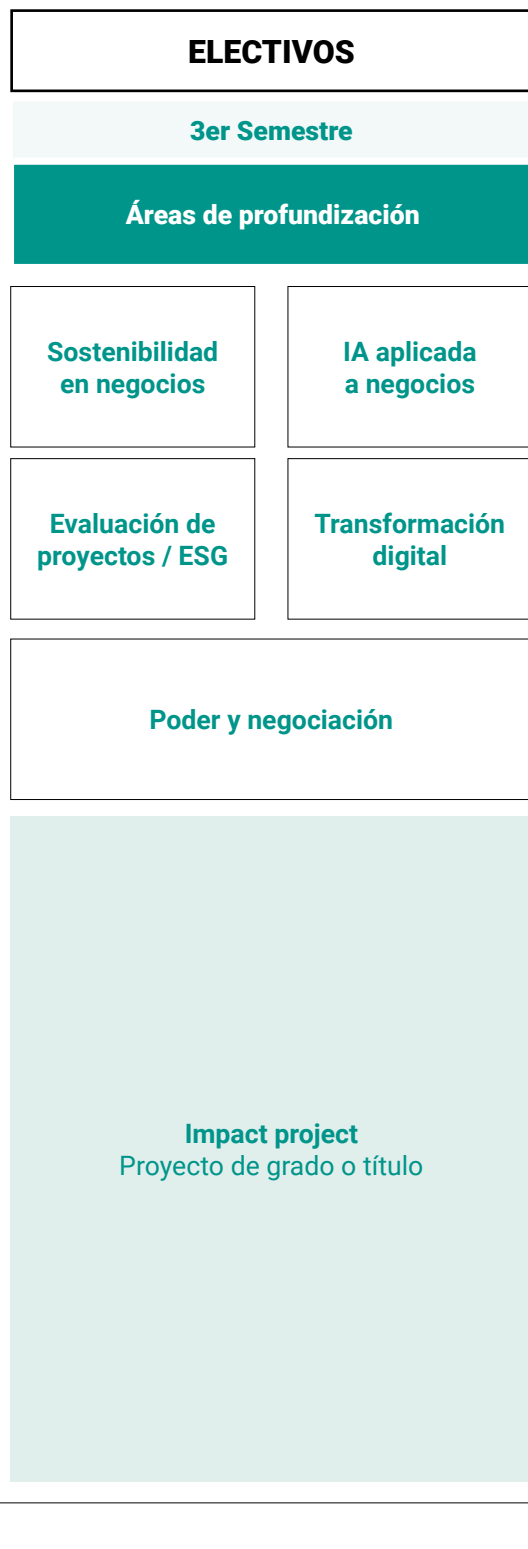 ELECTIVOS
3er Semestre
Áreas de profundización
Sostenibilidad
en negocios
IA aplicada
a negocios
Evaluación de
proyectos / ESG
Transformación
digital
Poder y negociación
Impact project
Proyecto de grado o título